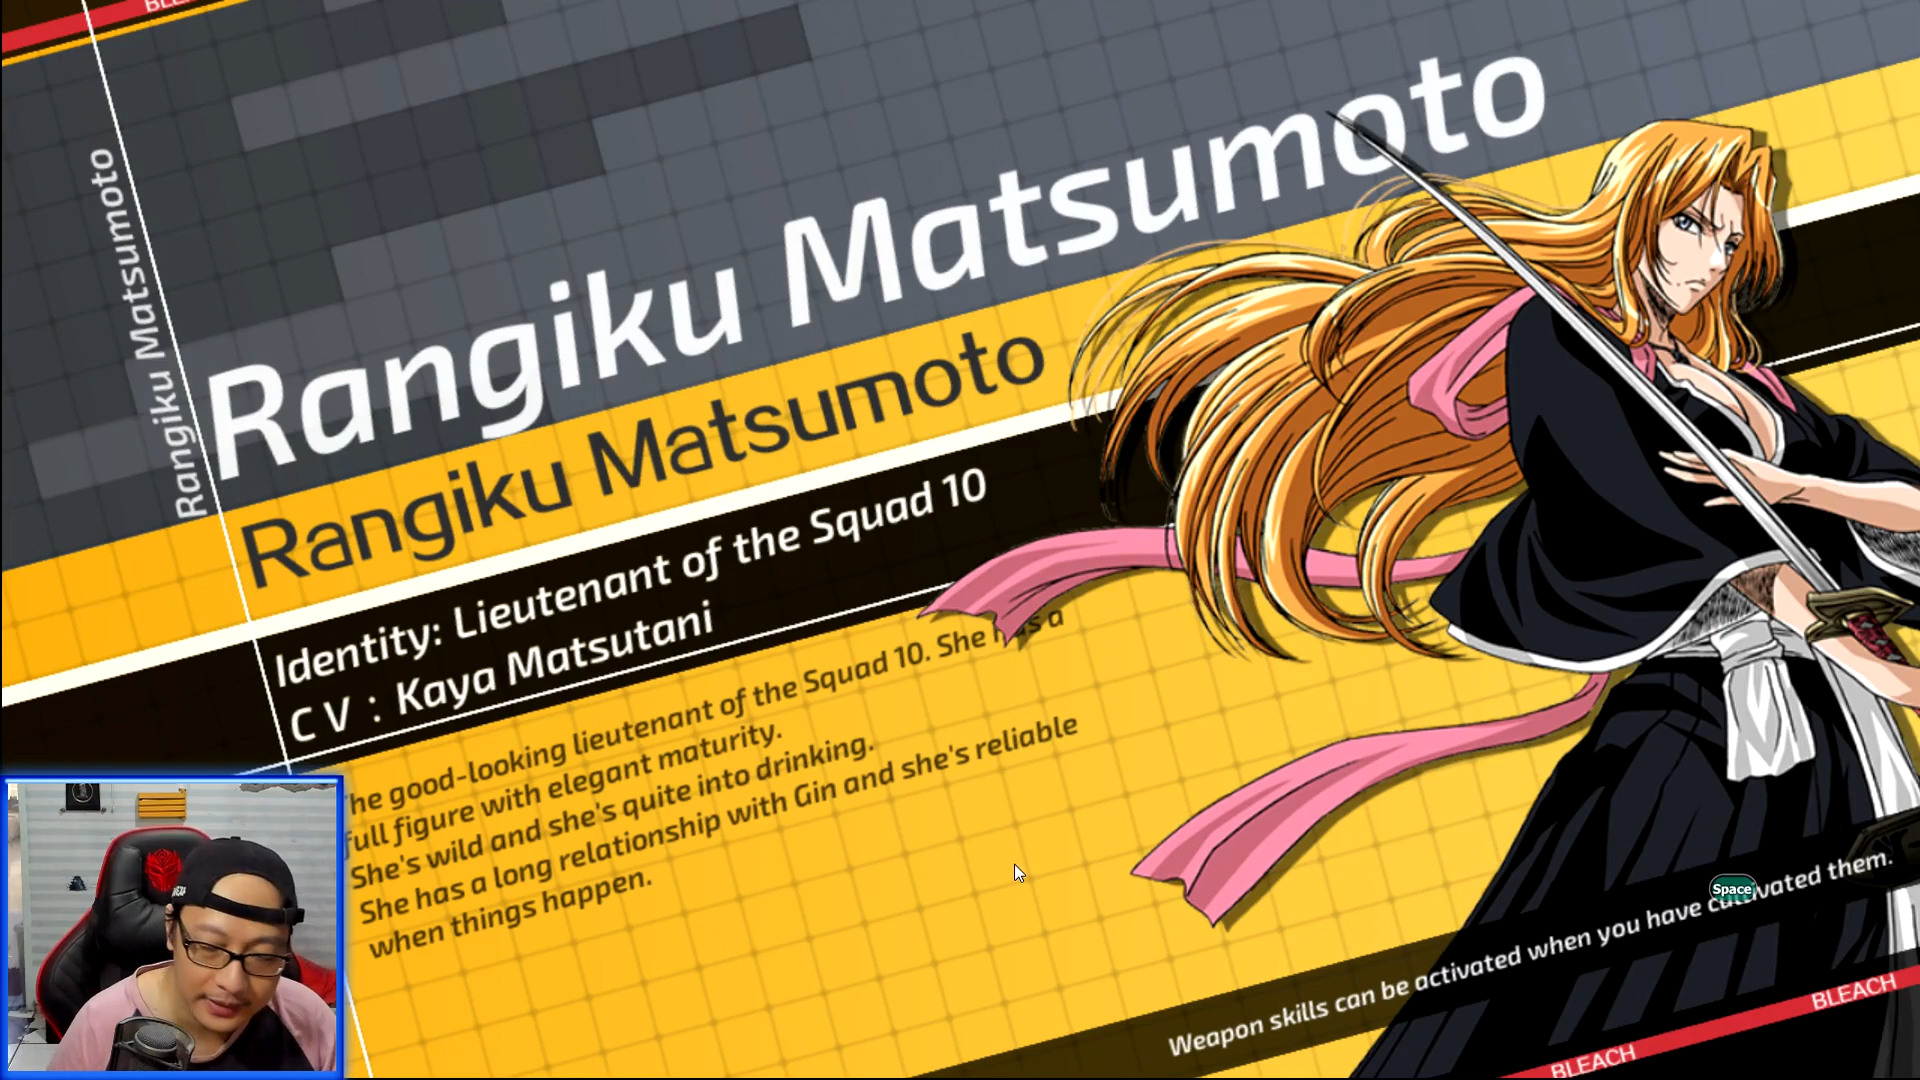 Rangiku Matsumoto
Rangiku Matsumoto
Rangiku Matsumoto
Identity: Lieutenant of the Squad 10
CV : Kaya Matsutani
he good-looking lieutenant of the Squad 10. She has a
full figure with elegant maturity.
She's wild and she's quite into drinking.
She has a long relationship with Gin and she's reliable
when things happen.
Space
Weapon skills can be activated when you have cultivated them.
BLEACH
BLEACH